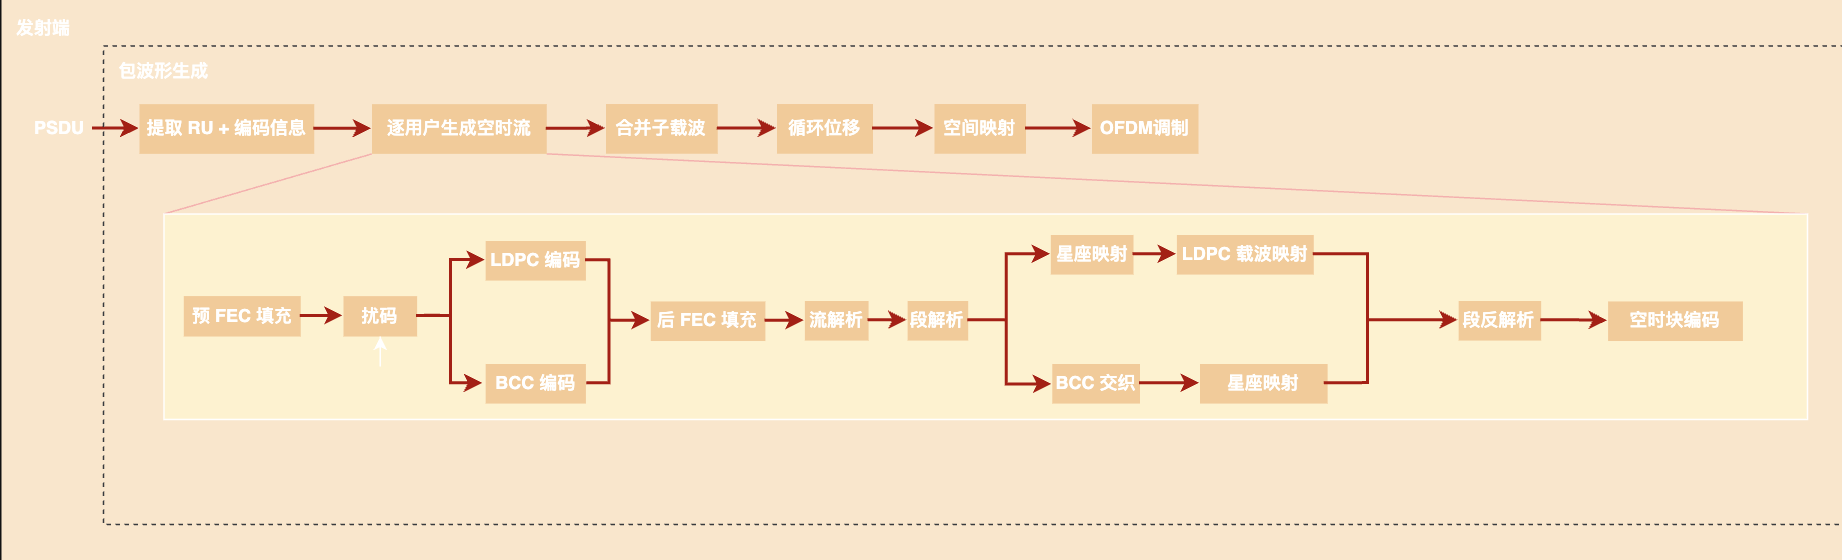 发射端
包波形生成
PSDU
提取 RU + 编码信息
逐用户生成空时流
合并子载波
循环位移
空间映射
OFDM调制
预 FEC 填充
扰码
LDPC 编码
BCC 编码
后 FEC 填充
流解析
段解析
星座映射
LDPC 载波映射
BCC 交织
星座映射
段反解析
空时块编码